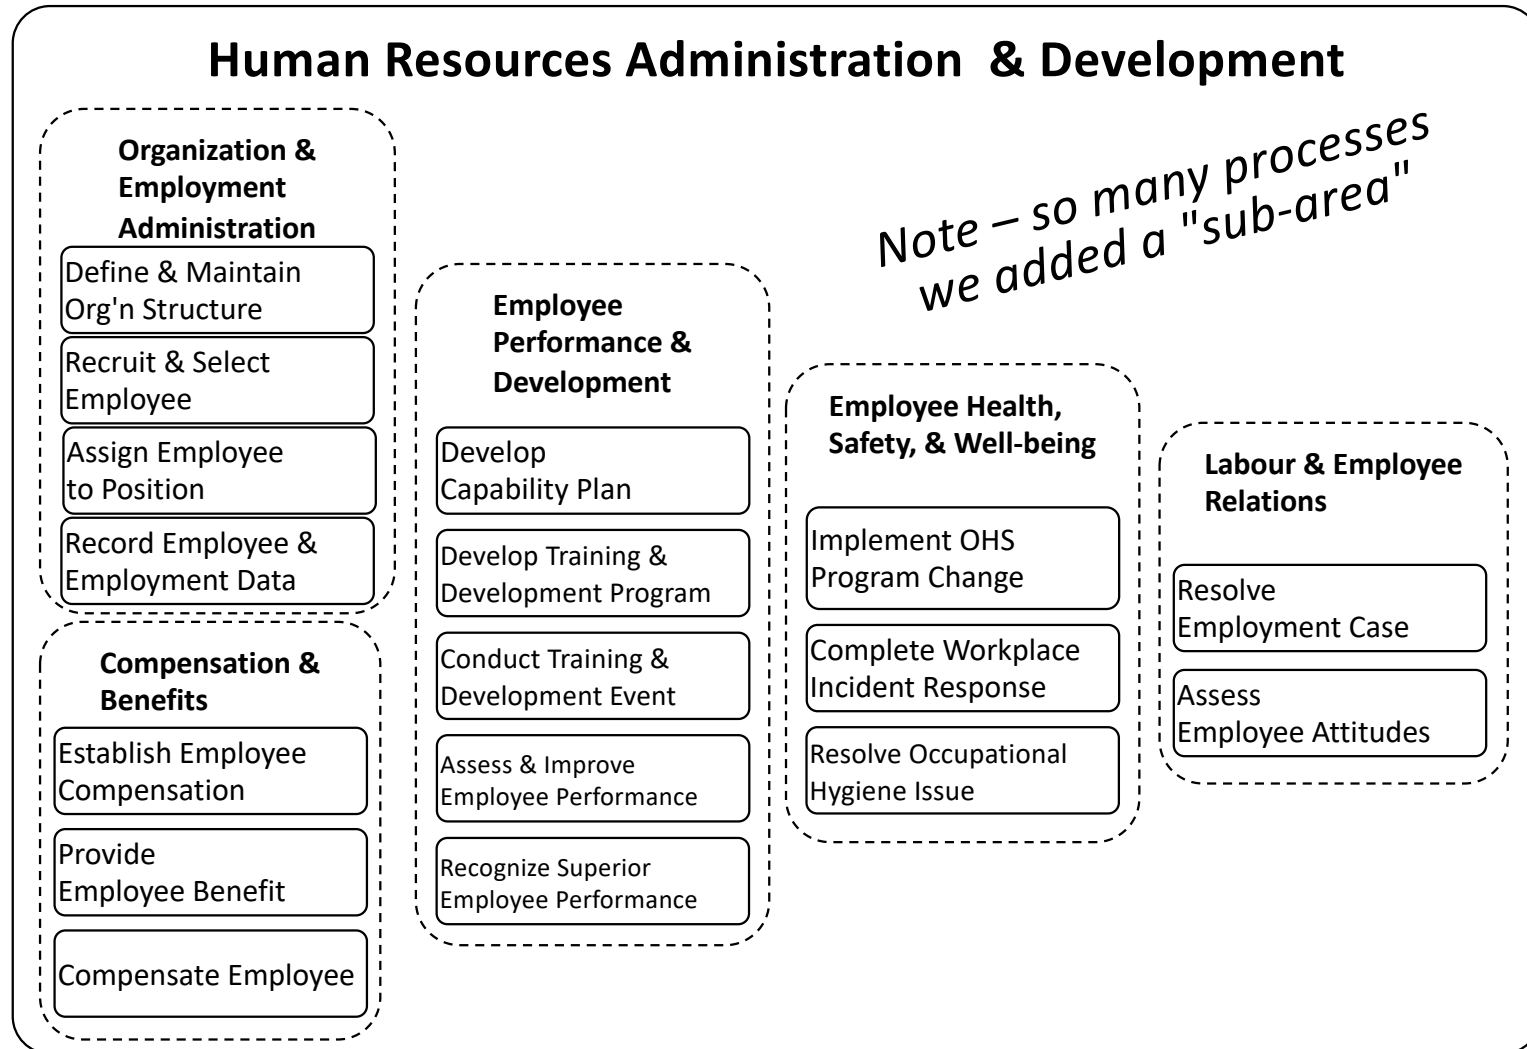 Human Resources Administration & Development
Note – so many processes
we added a "sub-area"
Organization &
Employment
Administration
Define & Maintain
Org'n Structure
Recruit & Select
Employee
Assign Employee
to Position
Record Employee &
Employment Data
Compensation &
Benefits
Establish Employee
Compensation
Provide
Employee Benefit
Compensate Employee
Employee
Performance &
Development
Develop
Capability Plan
Develop Training &
Development Program
Conduct Training &
Development Event
Assess & Improve
Employee Performance
Recognize Superior
Employee Performance
Employee Health,
Safety, & Well-being
Implement OHS
Program Change
Complete Workplace
Incident Response
Resolve Occupational
Hygiene Issue
Labour & Employee
Relations
Resolve
Employment Case
Assess
Employee Attitudes